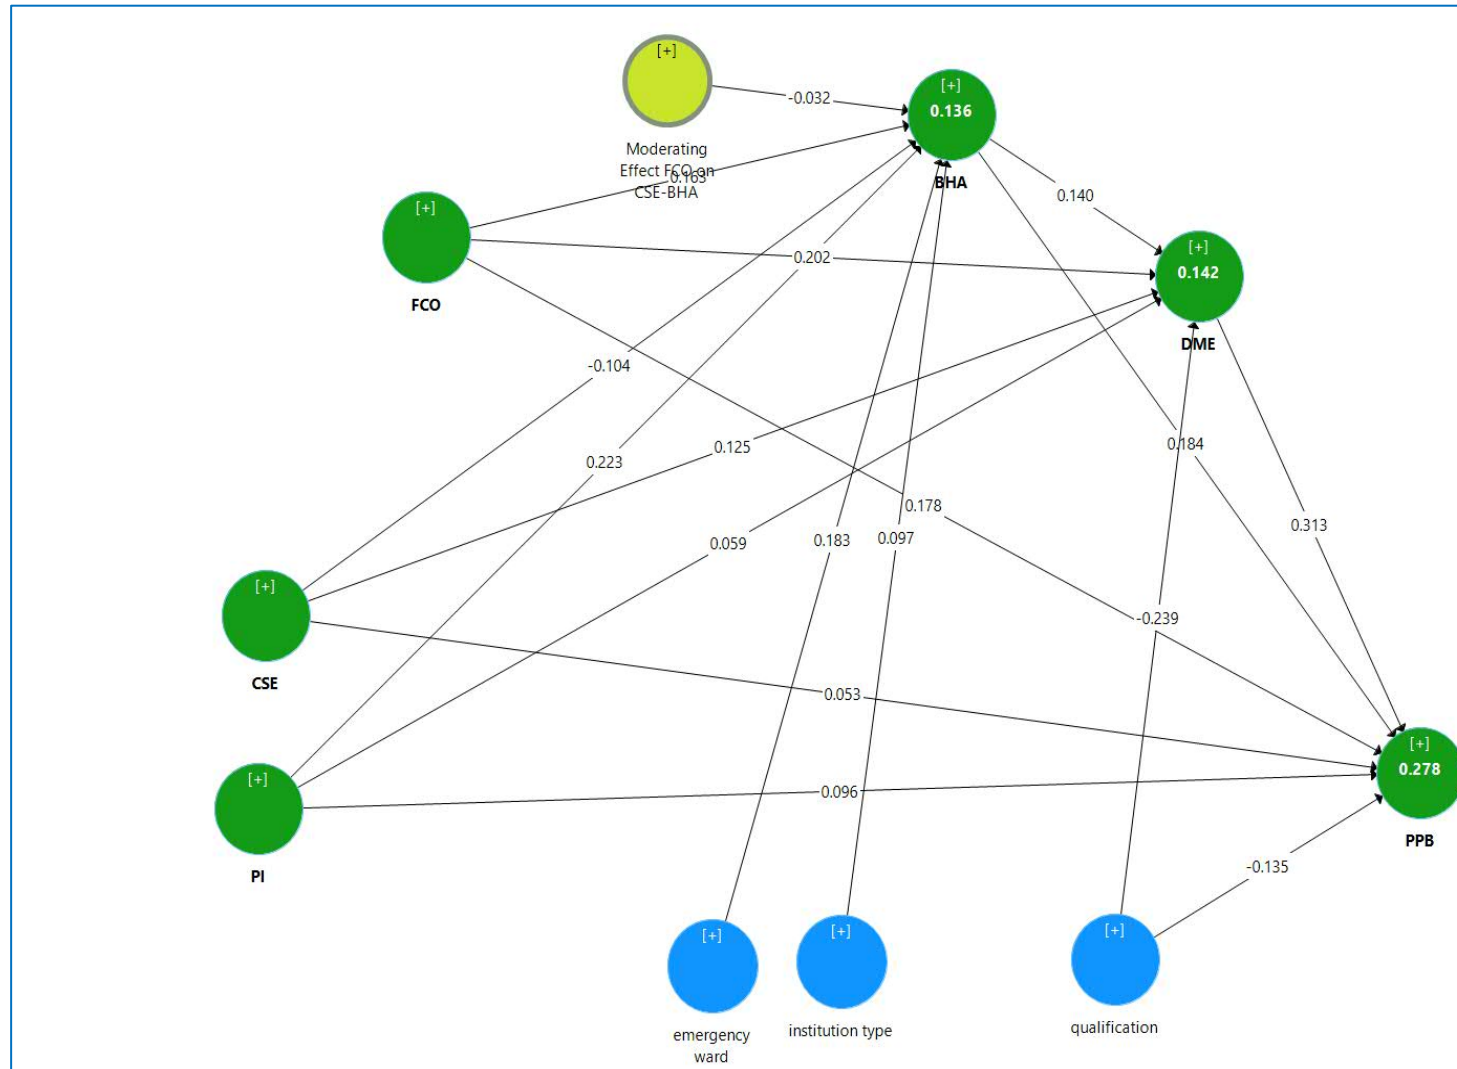 [+]
Moderating
Effect FCO on
CSE-BHA
-0.032
[+]
0.136
BHA
0.163
[+]
FCO
0.140
[+]
0.142
DME
0.202
-0.104
0.125
0.223
0.184
0.178
0.313
0.059
0.183
0.097
[+]
CSE
-0.239
0.053
[+]
PI
0.096
[+]
0.278
PPB
-0.135
[+]
emergency
ward
[+]
institution type
[+]
qualification